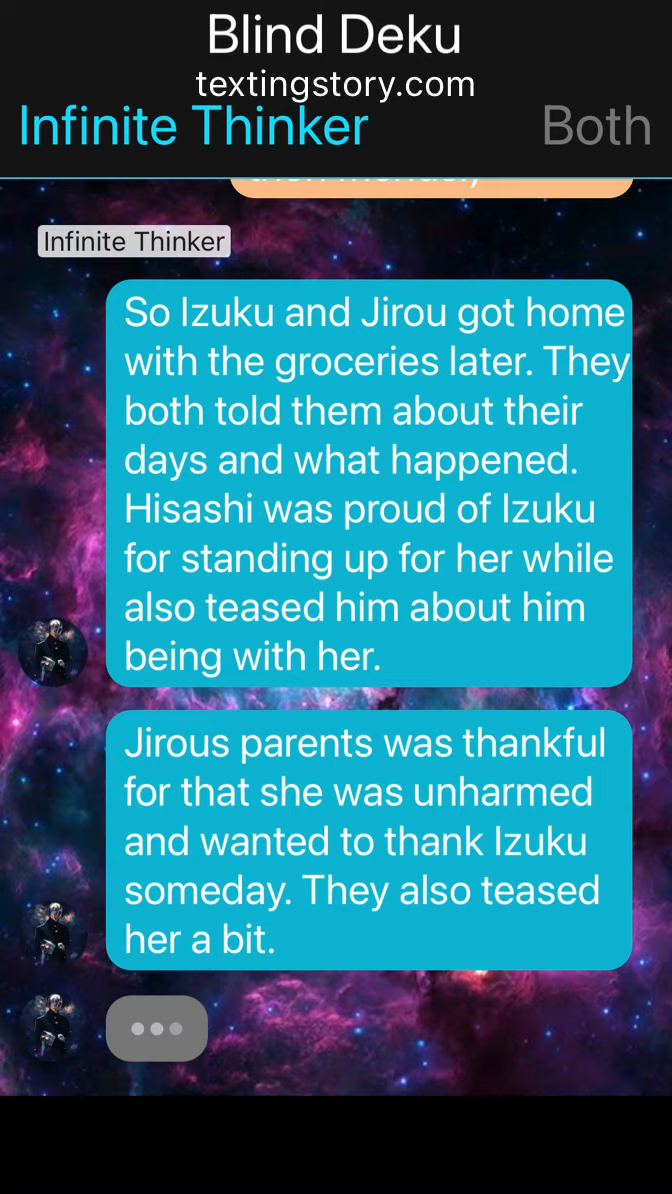 Blind Deku
textingstory.com
Infinite Thinker
Both
Infinite Thinker
So Izuku and Jirou got home
with the groceries later. They
both told them about their
days and what happened.
Hisashi was proud of Izuku
for standing up for her while
also teased him about him
being with her.
Jirous parents was thankful
for that she was unharmed
and wanted to thank Izuku
someday. They also teased
her a bit.